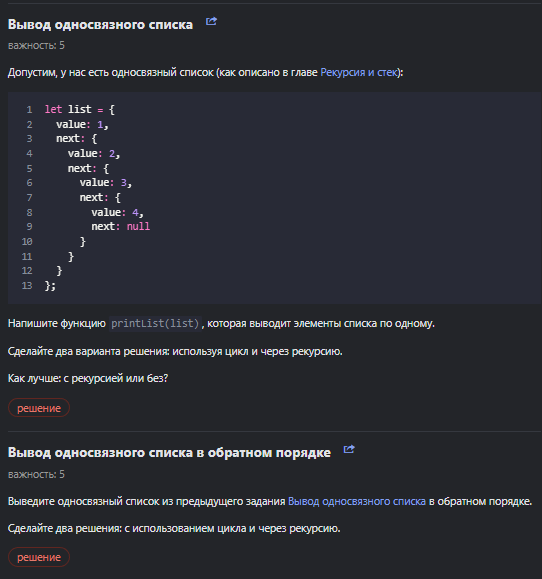 Вывод односвязного списка
важность: 5
Допустим, у нас есть односвязный список (как описано в главе Рекурсия и стек):
1 let list = {
2   value: 1,
3   next: {
4     value: 2,
5     next: {
6       value: 3,
7       next: {
8         value: 4,
9         next: null
10       }
11     }
12   }
13 };
Напишите функцию printList(list), которая выводит элементы списка по одному.
Сделайте два варианта решения: используя цикл и через рекурсию.
Как лучше: с рекурсией или без?
решение
Вывод односвязного списка в обратном порядке
важность: 5
Выведите односвязный список из предыдущего задания Вывод односвязного списка в обратном порядке.
Сделайте два решения: с использованием цикла и через рекурсию.
решение